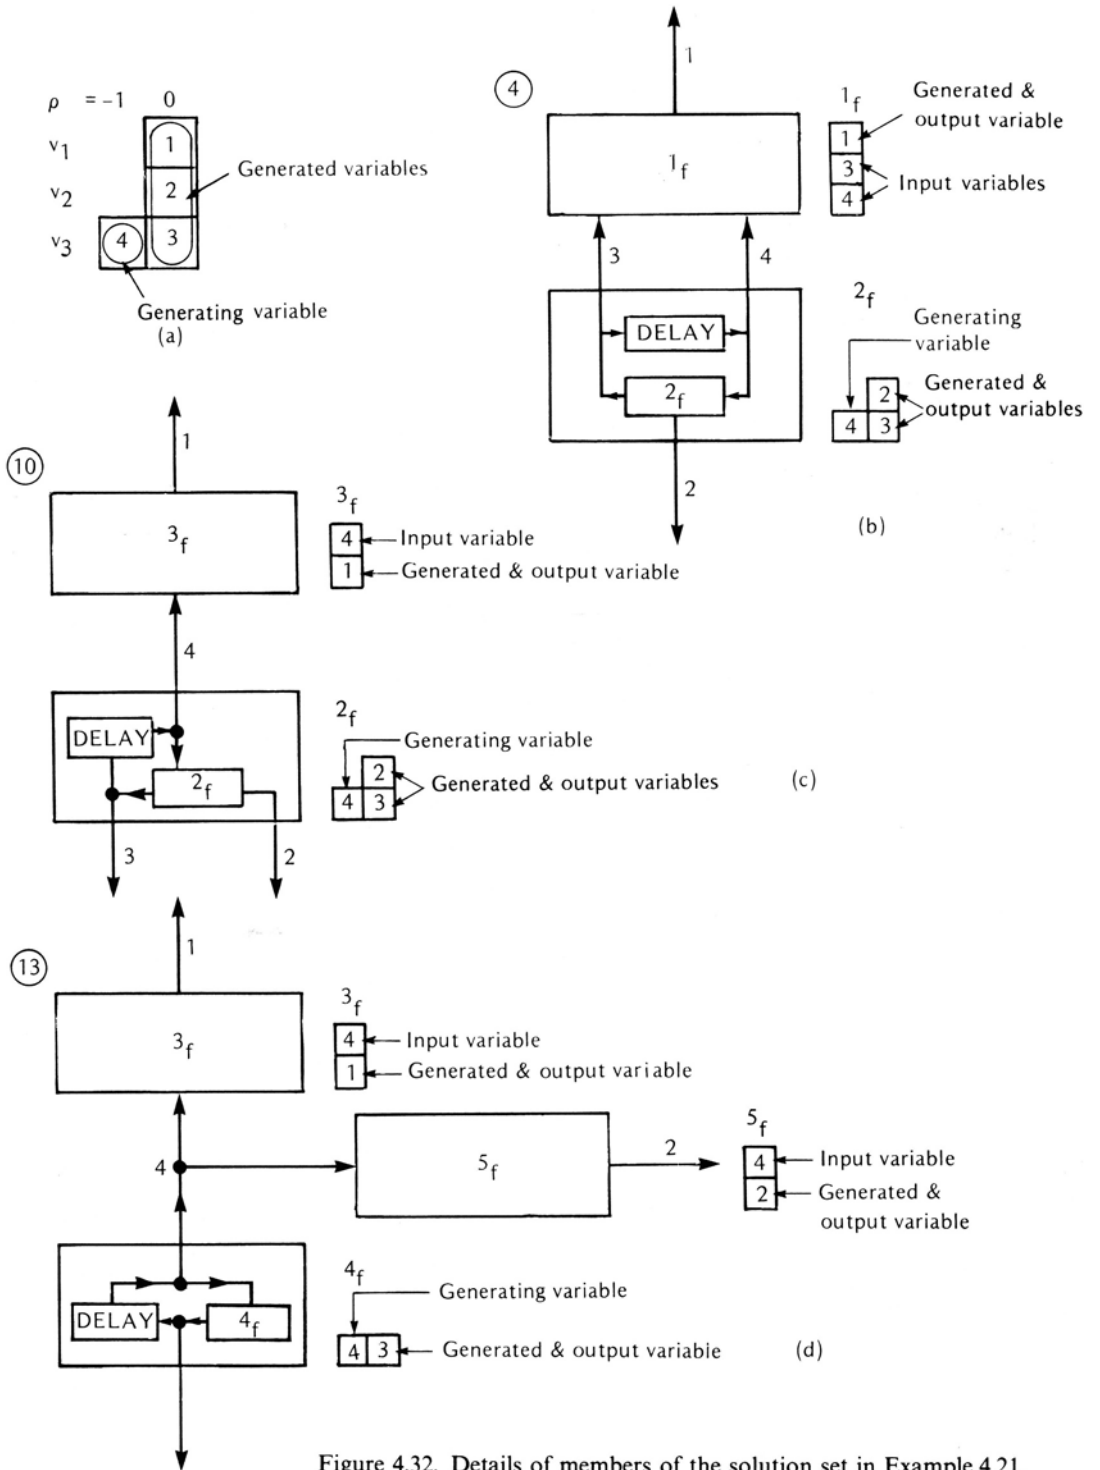 ρ = -1 0
v1 1
v2 2 Generated variables
v3 4 3
Generating variable
(a)
4
1
1f
3
4
DELAY
2f
2
1f
1
3
4
Generated &
output variable
Input variables
2f
Generating
variable
2
4 3
Generated &
output variables
(b)
10
1
3f
4
DELAY
2f
3
2
3f
4 Input variable
1 Generated & output variable
2f
Generating variable
2
4 3
Generated & output variables
(c)
13
1
3f
4
5f
2
DELAY
4f
3f
4 Input variable
1 Generated & output variable
5f
4 Input variable
2 Generated &
output variable
4f
Generating variable
4 3 Generated & output variable
(d)
Figure 4.32. Details of members of the solution set in Example 4.21